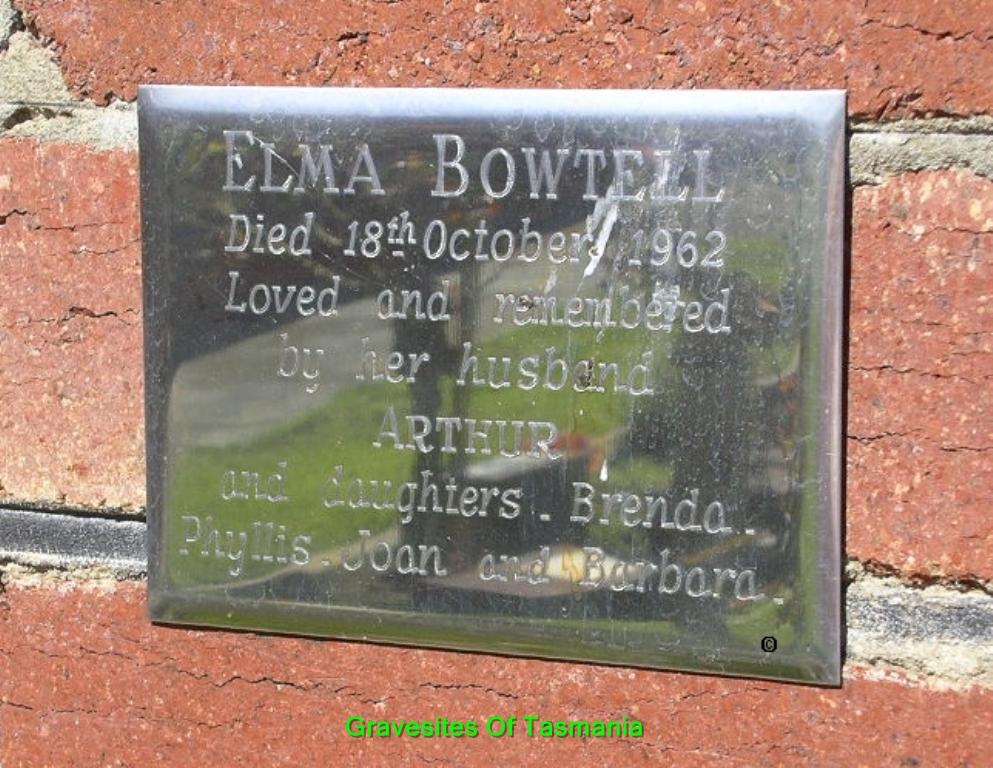 ELMA BOWTELL
Died 18th October 1962
Loved and remembered
by her husband
ARTHUR
and daughters. Brenda.
Phyllis. Joan and Barbara.
©
Gravesites Of Tasmania